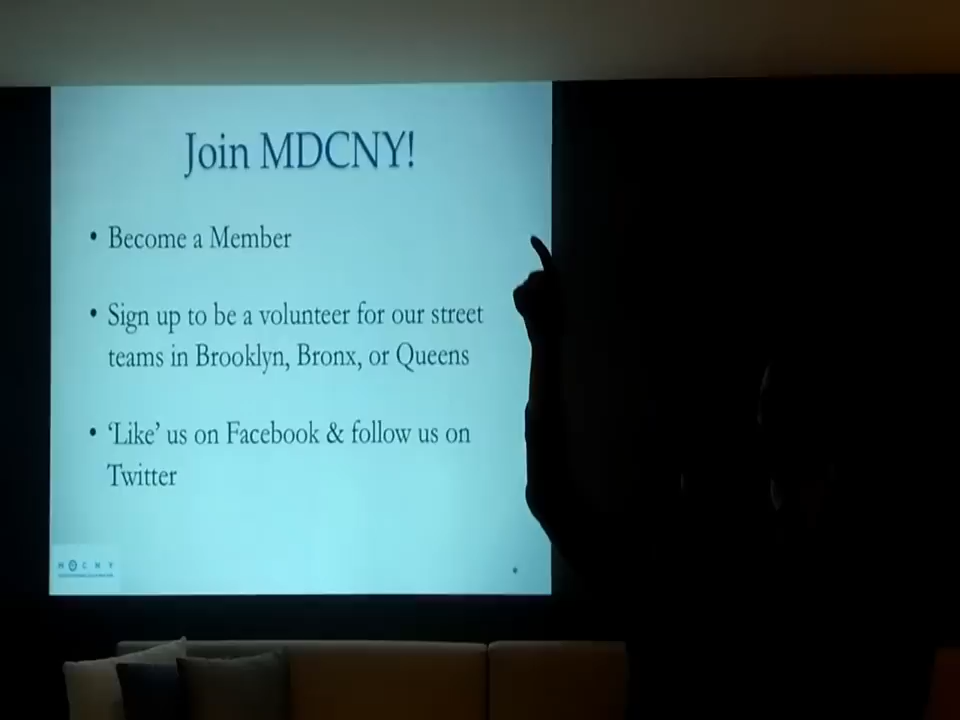 Join MDCNY!
• Become a Member
• Sign up to be a volunteer for our street
teams in Brooklyn, Bronx, or Queens
• ‘Like’ us on Facebook & follow us on
Twitter
M D C N Y